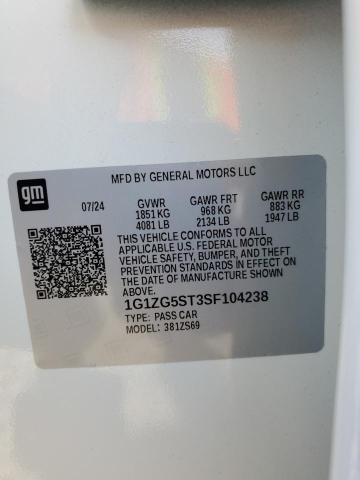 gm
MFD BY GENERAL MOTORS LLC
07/24 GVWR GAWR FRT GAWR RR
1851 KG 968 KG 883 KG
4081 LB 2134 LB 1947 LB
THIS VEHICLE CONFORMS TO ALL
APPLICABLE U.S. FEDERAL MOTOR
VEHICLE SAFETY, BUMPER, AND THEFT
PREVENTION STANDARDS IN EFFECT ON
THE DATE OF MANUFACTURE SHOWN
ABOVE.
1G1ZG5ST3SF104238
TYPE: PASS CAR
MODEL: 381ZS69